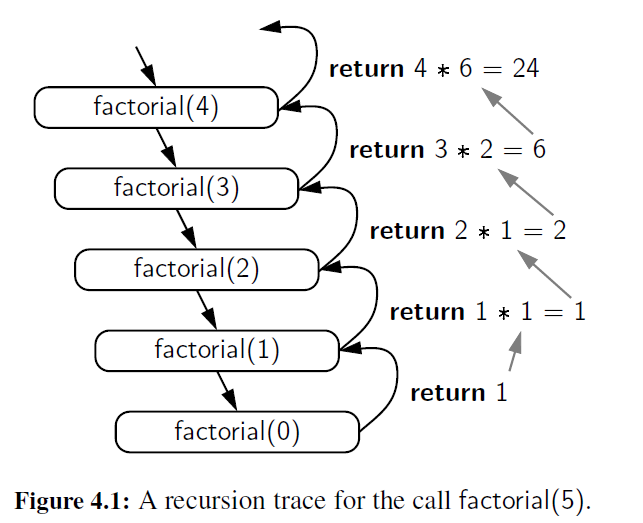 return 4 * 6 = 24
factorial(4)
return 3 * 2 = 6
factorial(3)
return 2 * 1 = 2
factorial(2)
return 1 * 1 = 1
factorial(1)
return 1
factorial(0)
Figure 4.1: A recursion trace for the call factorial(5).